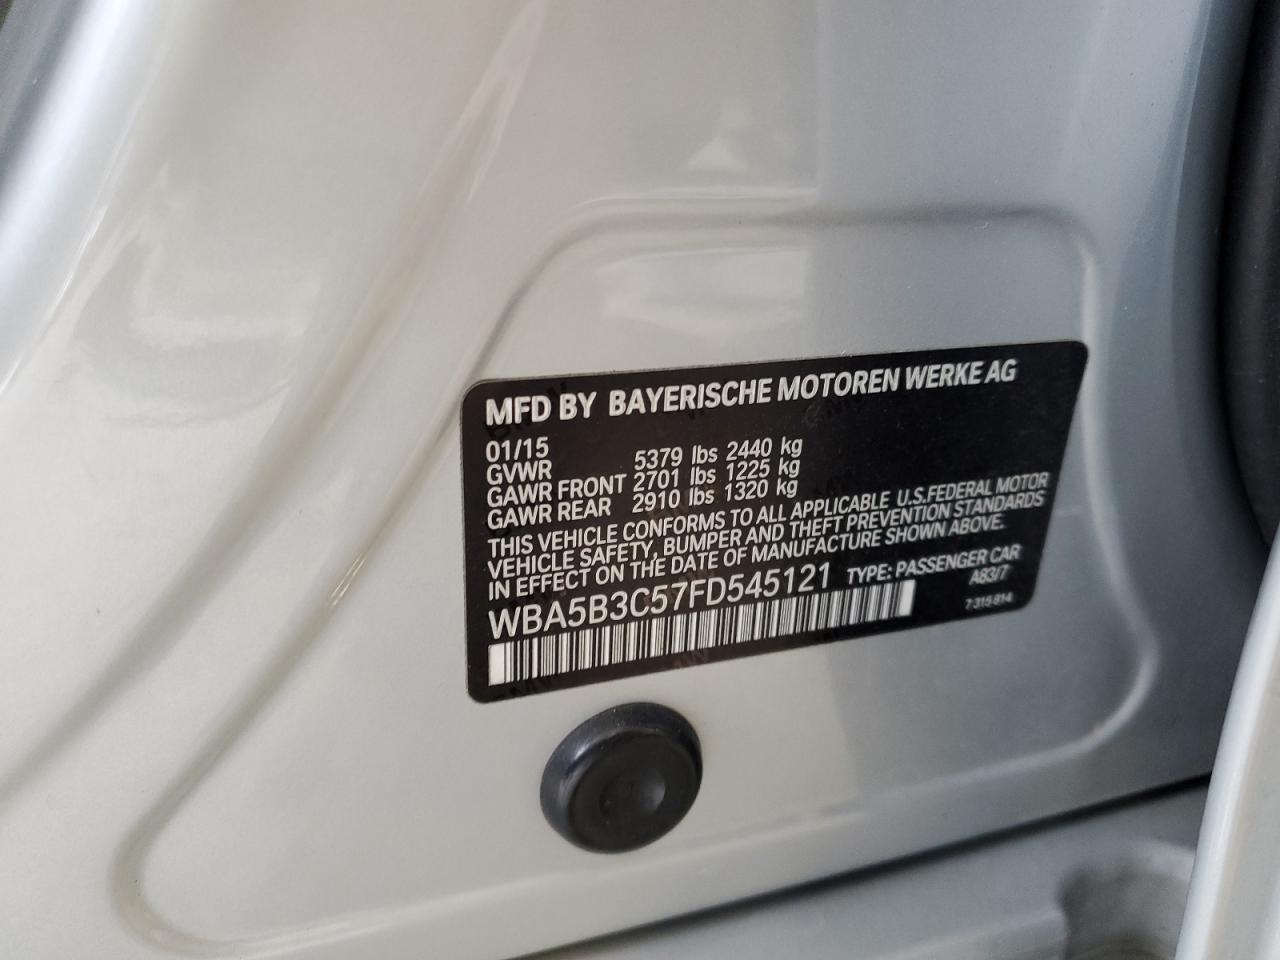 MFD BY BAYERISCHE MOTOREN WERKE AG
01/15
GVWR 5379 lbs 2440 kg
GAWR FRONT 2701 lbs 1225 kg
GAWR REAR 2910 lbs 1320 kg
THIS VEHICLE CONFORMS TO ALL APPLICABLE U.S.FEDERAL MOTOR
VEHICLE SAFETY, BUMPER AND THEFT PREVENTION STANDARDS
IN EFFECT ON THE DATE OF MANUFACTURE SHOWN ABOVE.
WBA5B3C57FD545121 TYPE: PASSENGER CAR
A83/7
7 315 814